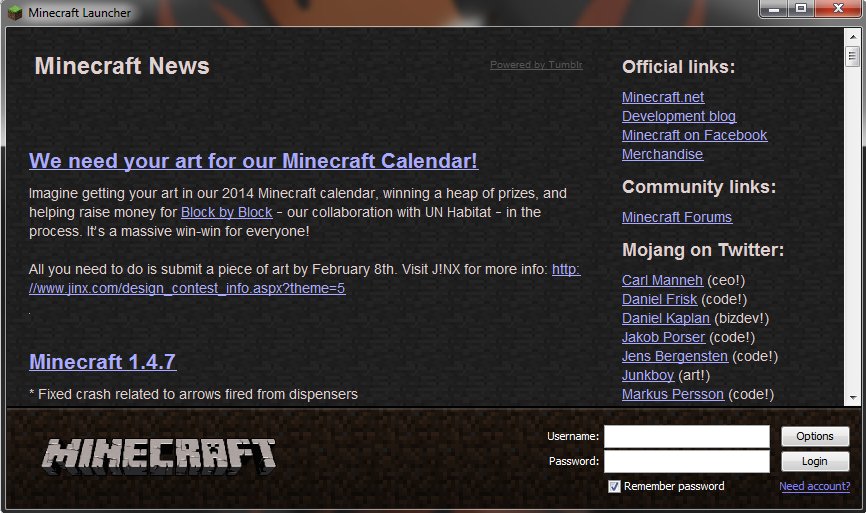 Minecraft Launcher
Minecraft News
Powered by Tumblr
We need your art for our Minecraft Calendar!
Imagine getting your art in our 2014 Minecraft calendar, winning a heap of prizes, and
helping raise money for Block by Block - our collaboration with UN Habitat - in the
process. It's a massive win-win for everyone!
All you need to do is submit a piece of art by February 8th. Visit J!NX for more info: http:
//www.jinx.com/design_contest_info.aspx?theme=5
.
Minecraft 1.4.7
* Fixed crash related to arrows fired from dispensers
Official links:
Minecraft.net
Development blog
Minecraft on Facebook
Merchandise
Community links:
Minecraft Forums
Mojang on Twitter:
Carl Manneh (ceo!)
Daniel Frisk (code!)
Daniel Kaplan (bizdev!)
Jakob Porser (code!)
Jens Bergensten (code!)
Junkboy (art!)
Markus Persson (code!)
MINECRAFT
Username:
Options
Password:
Login
Remember password
Need account?